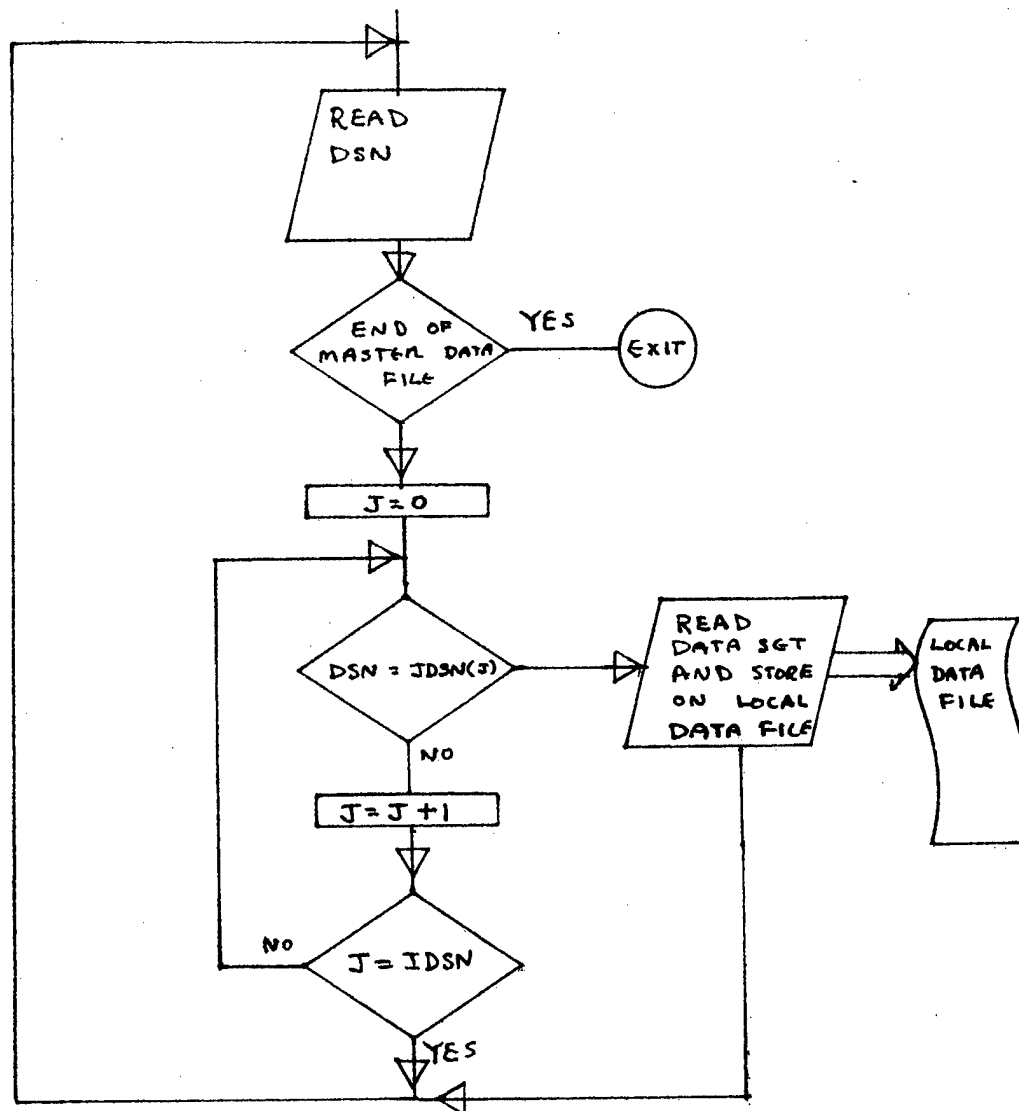 READ
DSN
END OF
MASTER DATA
FILE
YES
EXIT
J=0
DSN = JDSN(J)
READ
DATA SET
AND STORE
ON LOCAL
DATA FILE
LOCAL
DATA
FILE
NO
J=J+1
NO
J=IDSN
YES